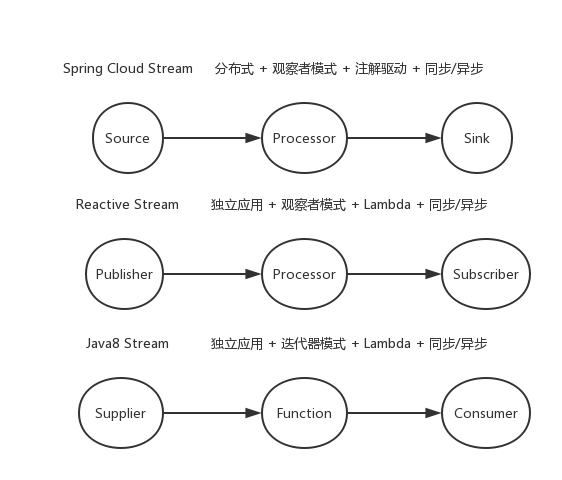 Spring Cloud Stream 分布式 + 观察者模式 + 注解驱动 + 同步/异步
Source Processor Sink
Reactive Stream 独立应用 + 观察者模式 + Lambda + 同步/异步
Publisher Processor Subscriber
Java8 Stream 独立应用 + 迭代器模式 + Lambda + 同步/异步
Supplier Function Consumer